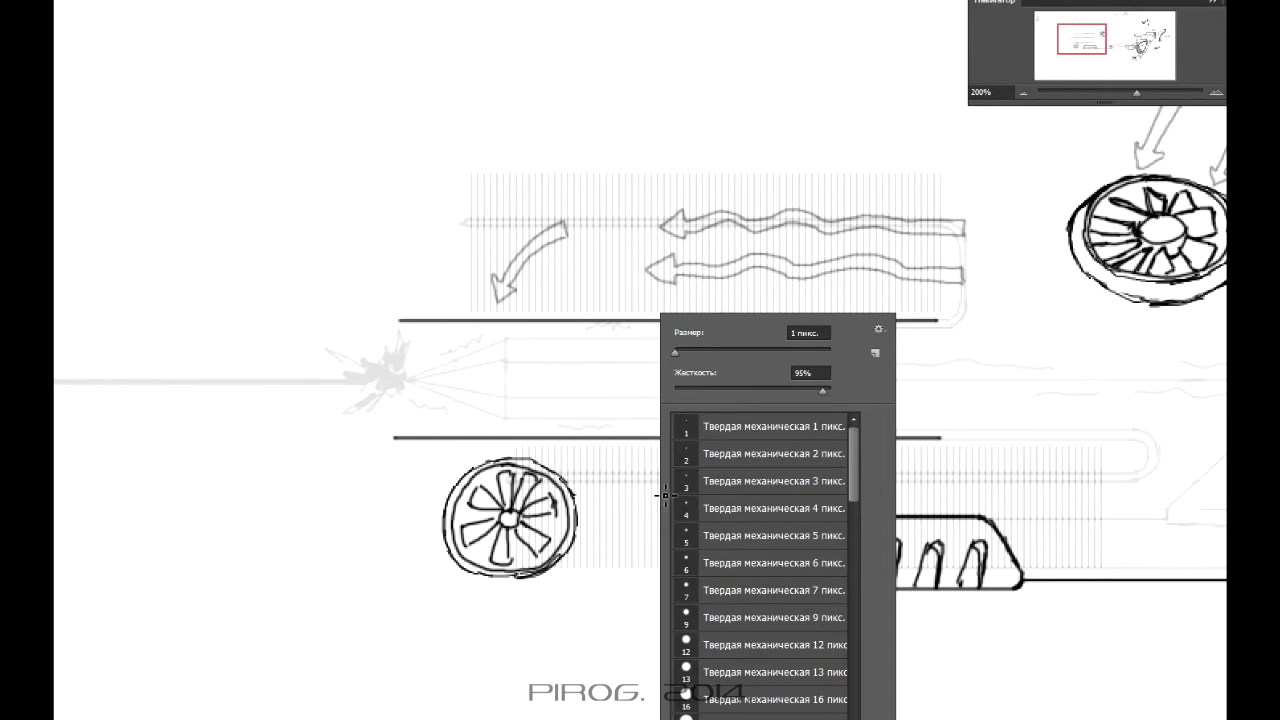 Навигатор
200%
Размер:
1 пикс.
Жесткость:
95%
1
Твердая механическая 1 пикс.
2
Твердая механическая 2 пикс.
3
Твердая механическая 3 пикс.
4
Твердая механическая 4 пикс.
5
Твердая механическая 5 пикс.
6
Твердая механическая 6 пикс.
7
Твердая механическая 7 пикс.
9
Твердая механическая 9 пикс.
12
Твердая механическая 12 пикс
13
Твердая механическая 13 пикс
16
Твердая механическая 16 пикс
PIROG. 2014